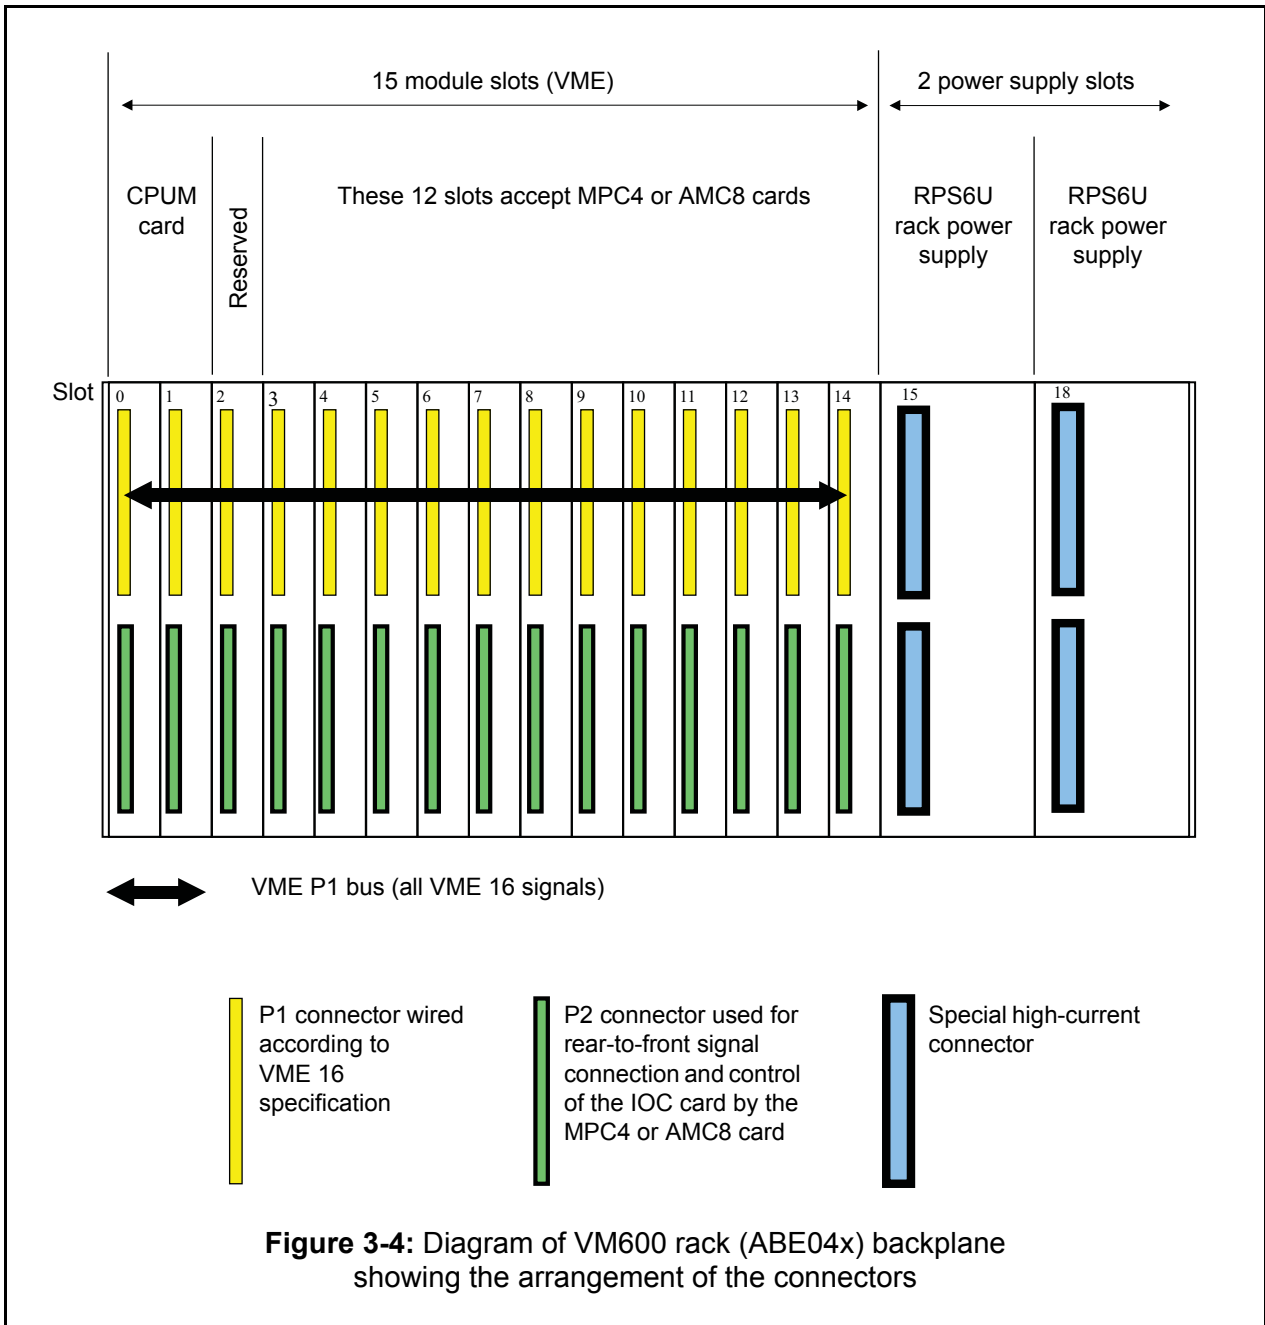 15 module slots (VME)
2 power supply slots
CPUM
card
Reserved
These 12 slots accept MPC4 or AMC8 cards
RPS6U
rack power
supply
RPS6U
rack power
supply
Slot 0 1 2 3 4 5 6 7 8 9 10 11 12 13 14 15 18
VME P1 bus (all VME 16 signals)
P1 connector wired
according to
VME 16
specification
P2 connector used for
rear-to-front signal
connection and control
of the IOC card by the
MPC4 or AMC8 card
Special high-current
connector
Figure 3-4: Diagram of VM600 rack (ABE04x) backplane
showing the arrangement of the connectors